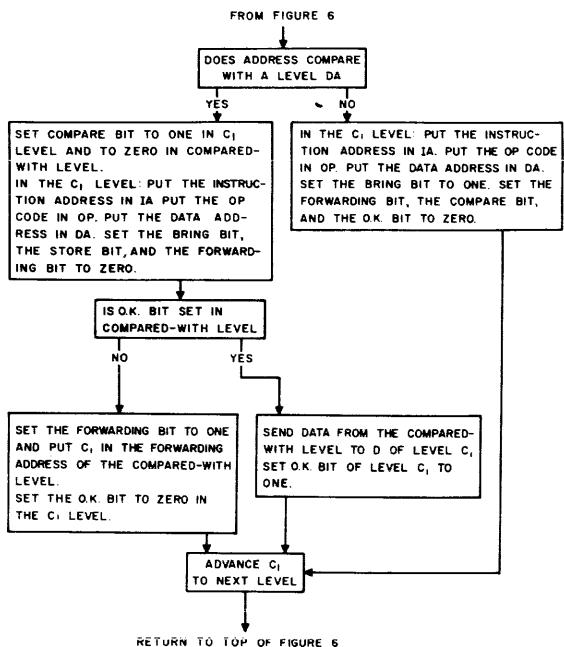 FROM FIGURE 6
DOES ADDRESS COMPARE
WITH A LEVEL DA
YES
NO
SET COMPARE BIT TO ONE IN C₁
LEVEL AND TO ZERO IN COMPARED-
WITH LEVEL.
IN THE C₁ LEVEL: PUT THE INSTRUC-
TION ADDRESS IN IA PUT THE OP
CODE IN OP. PUT THE DATA ADD-
RESS IN DA. SET THE BRING BIT,
THE STORE BIT, AND THE FORWARD-
ING BIT TO ZERO.
IN THE C₁ LEVEL: PUT THE INSTRUC-
TION ADDRESS IN IA. PUT THE OP CODE
IN OP. PUT THE DATA ADDRESS IN DA.
SET THE BRING BIT TO ONE. SET THE
FORWARDING BIT, THE COMPARE BIT,
AND THE O.K. BIT TO ZERO.
IS O.K. BIT SET IN
COMPARED-WITH LEVEL
NO
YES
SET THE FORWARDING BIT TO ONE
AND PUT C₁ IN THE FORWARDING
ADDRESS OF THE COMPARED-WITH
LEVEL.
SET THE O.K. BIT TO ZERO IN
THE C₁ LEVEL.
SEND DATA FROM THE COMPARED-
WITH LEVEL TO D OF LEVEL C₁
SET O.K. BIT OF LEVEL C₁ TO
ONE.
ADVANCE C₁
TO NEXT LEVEL
RETURN TO TOP OF FIGURE 6